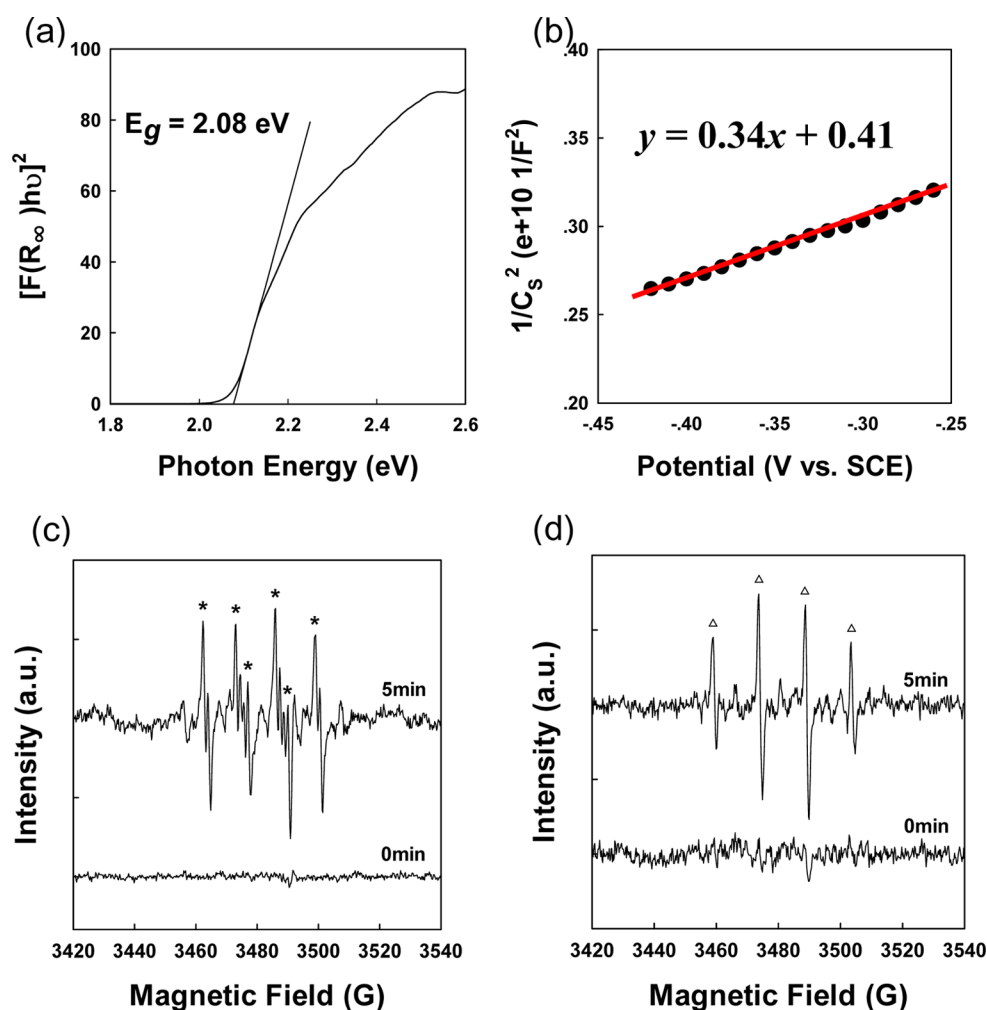 (a)
100
80
60
40
20
0
[F(R∞ )hυ]²
Eg = 2.08 eV
1.8 2.0 2.2 2.4 2.6
Photon Energy (eV)
(b)
.40
.35
.30
.25
.20
1/Cs² (e+10 1/F²)
y = 0.34x + 0.41
-.45 -.40 -.35 -.30 -.25
Potential (V vs. SCE)
(c)
Intensity (a.u.)
* * * * * *
5min
0min
3420 3440 3460 3480 3500 3520 3540
Magnetic Field (G)
(d)
Intensity (a.u.)
△ △ △ △
5min
0min
3420 3440 3460 3480 3500 3520 3540
Magnetic Field (G)